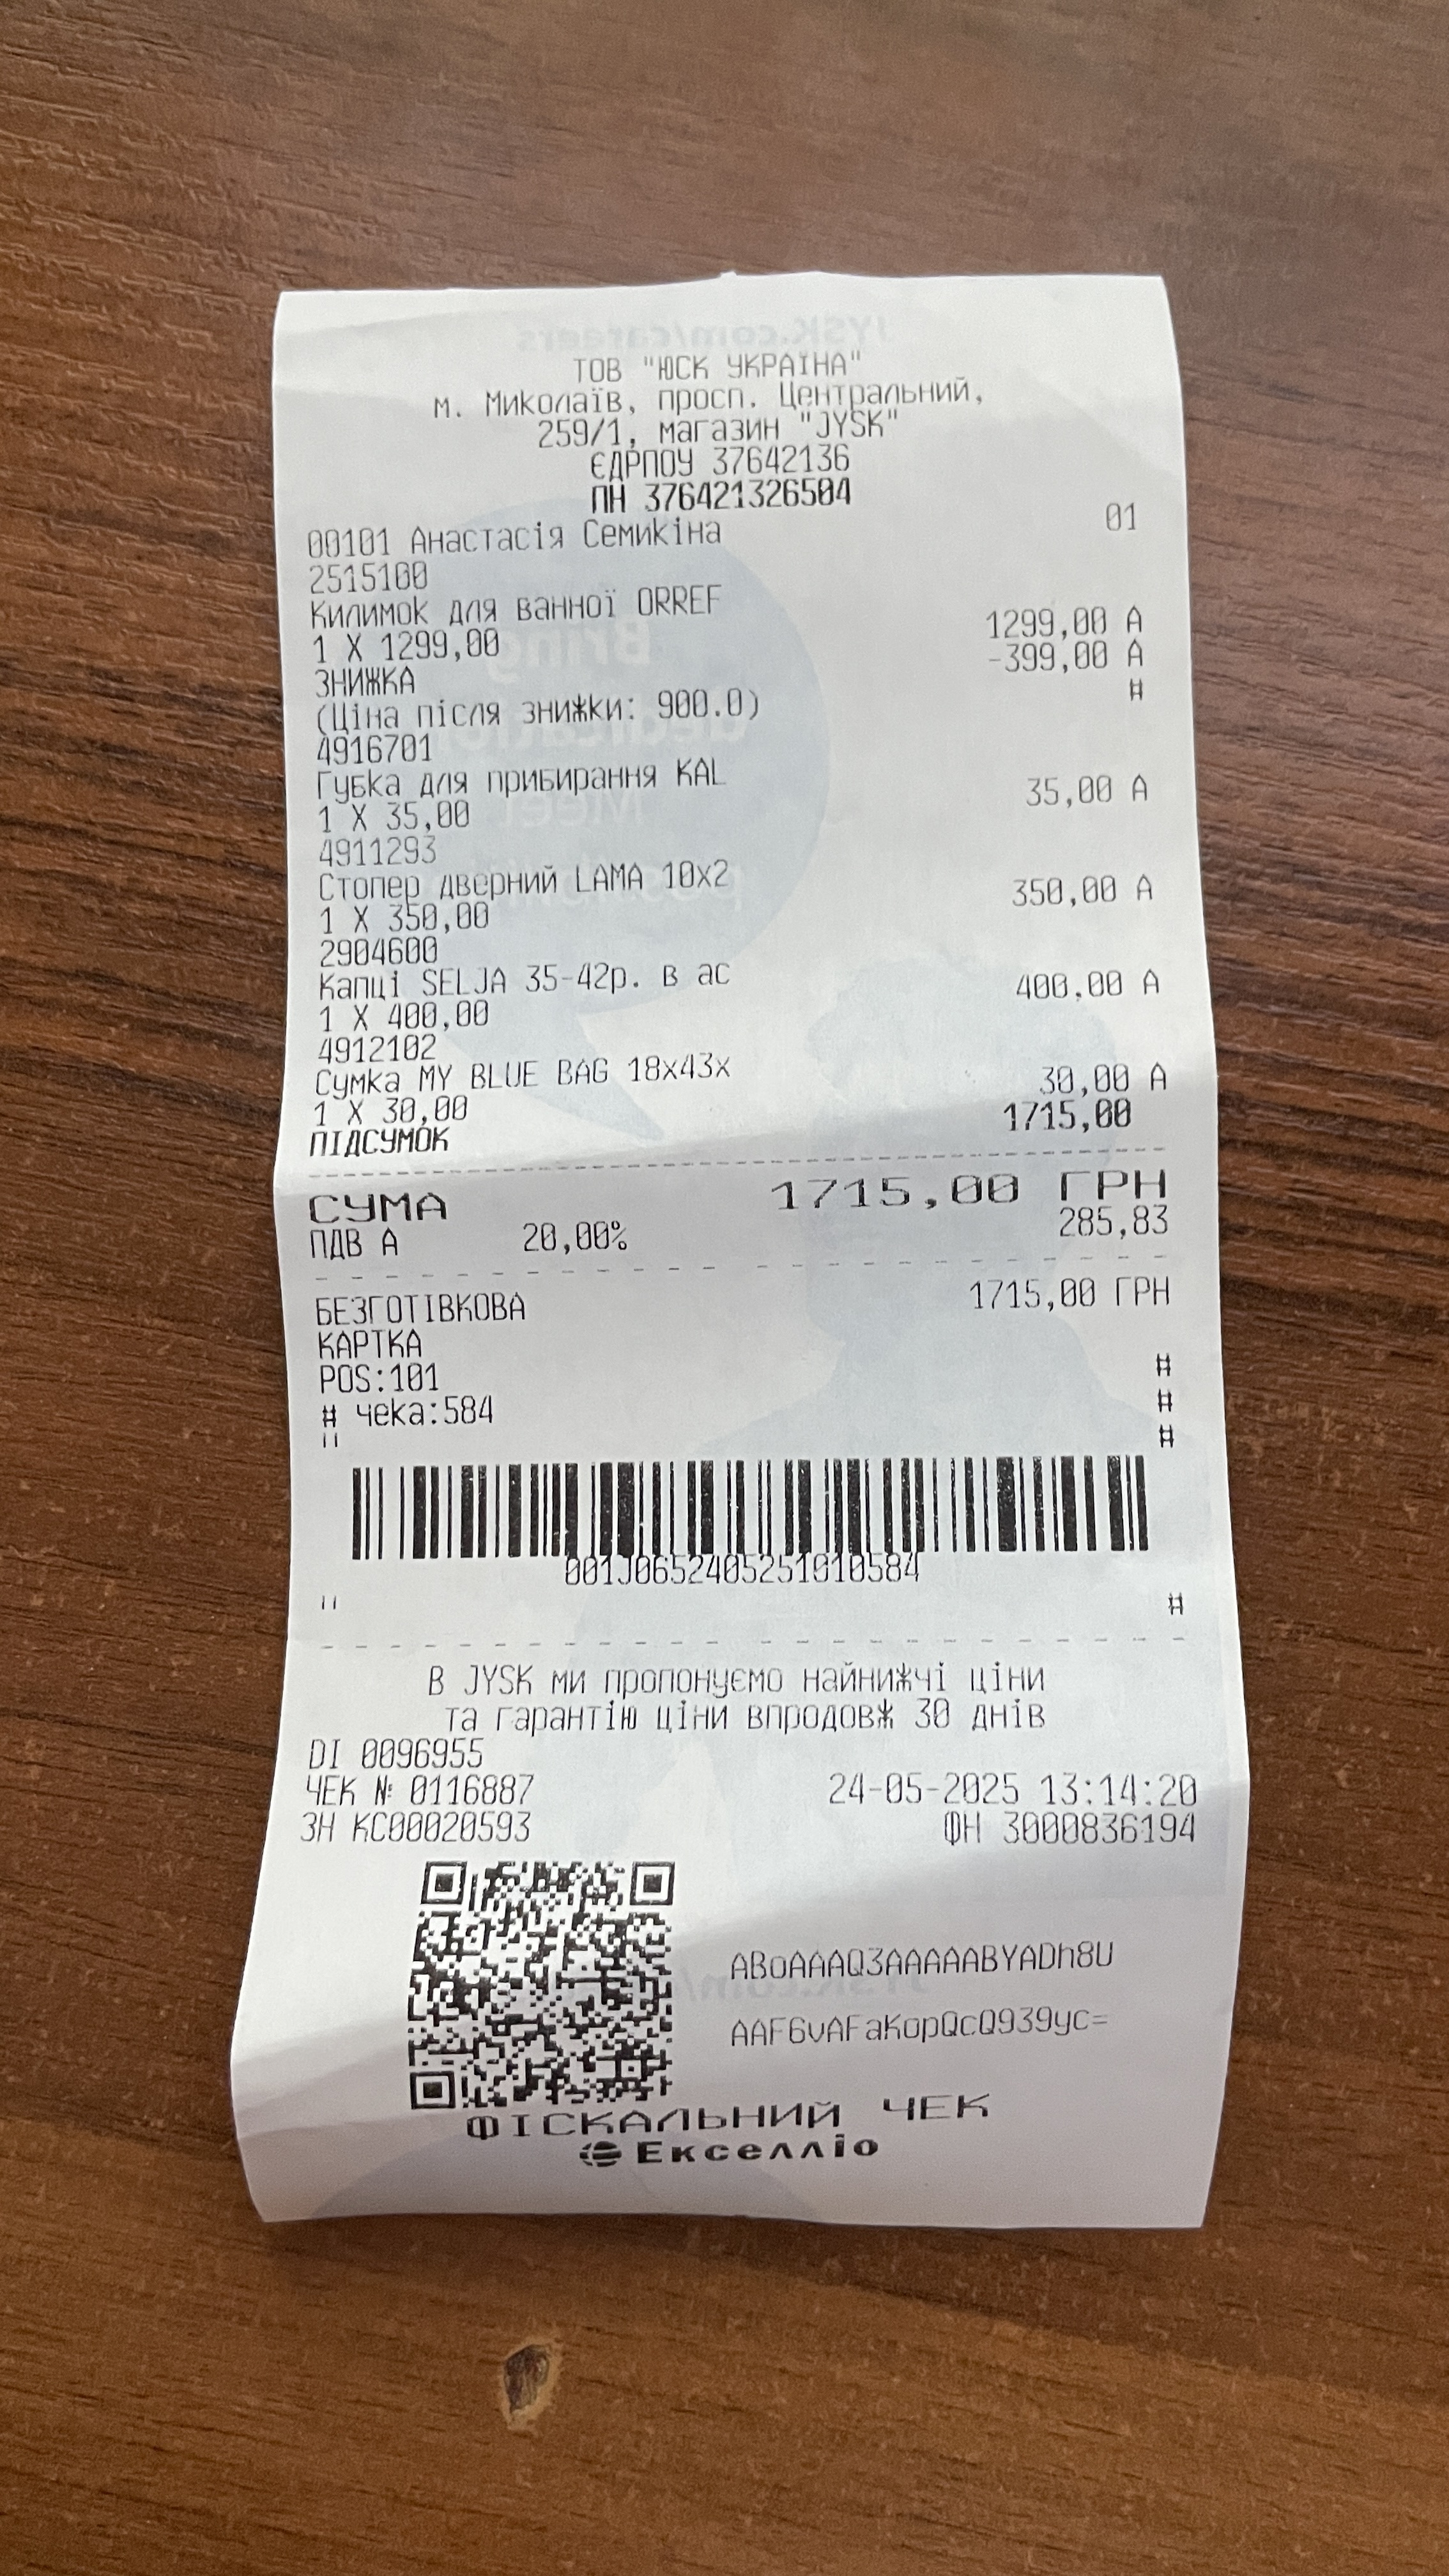 ТОВ "ЮСК УКРАЇНА"
м. Миколаїв, просп. Центральний,
259/1, магазин "JYSK"
ЄДРПОУ 37642136
ПН 376421326504
00101 Анастасія Семикіна 01
2515100
Килимок для ванної ORREF
1 X 1299,00 1299,00 А
ЗНИЖКА -399,00 А
(Ціна після знижки: 900.0) #
4916701
Губка для прибирання KAL
1 X 35,00 35,00 А
4911293
Стопер дверний LAMA 10x2
1 X 350,00 350,00 А
2904600
Капці SELJA 35-42р. в ас
1 X 400,00 400,00 А
4912102
Сумка MY BLUE BAG 18x43x
1 X 30,00 30,00 А
ПІДСУМОК 1715,00
СУМА 1715,00 ГРН
ПДВ А 20,00% 285,83
БЕЗГОТІВКОВА 1715,00 ГРН
КАРТКА
POS:101 #
# чека:584 #
#
001J0652405251010584
#
В JYSK ми пропонуємо найнижчі ціни
та гарантію ціни впродовж 30 днів
DI 0096955
ЧЕК № 0116887 24-05-2025 13:14:20
ЗН КС00020593 ФН 3000836194
ABoAAAQ3AAAAABYADh8U
AAF6vAFaKopQcQ939yc=
ФІСКАЛЬНИЙ ЧЕК
Екселліо